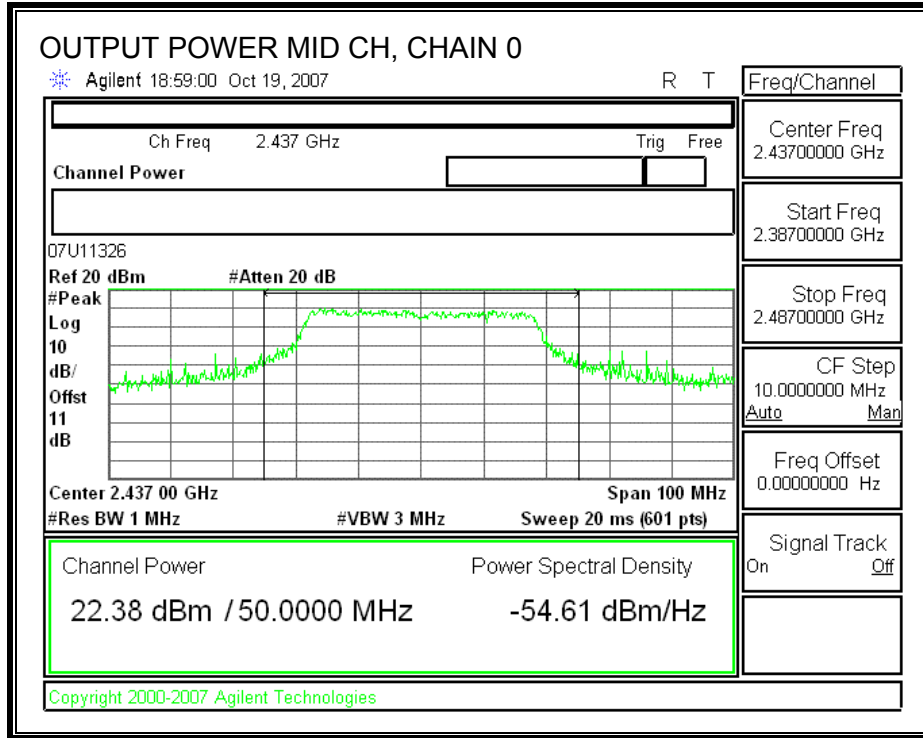 OUTPUT POWER MID CH, CHAIN 0
Agilent 18:59:00 Oct 19, 2007 R T
Ch Freq 2.437 GHz Trig Free
Channel Power
07U11326
Ref 20 dBm #Atten 20 dB
#Peak
Log
10
dB/
Offst
11
dB
Center 2.437 00 GHz Span 100 MHz
#Res BW 1 MHz #VBW 3 MHz Sweep 20 ms (601 pts)
Channel Power Power Spectral Density
22.38 dBm / 50.0000 MHz -54.61 dBm/Hz
Copyright 2000-2007 Agilent Technologies
Freq/Channel
Center Freq
2.43700000 GHz
Start Freq
2.38700000 GHz
Stop Freq
2.48700000 GHz
CF Step
10.0000000 MHz
Auto Man
Freq Offset
0.00000000 Hz
Signal Track
On Off